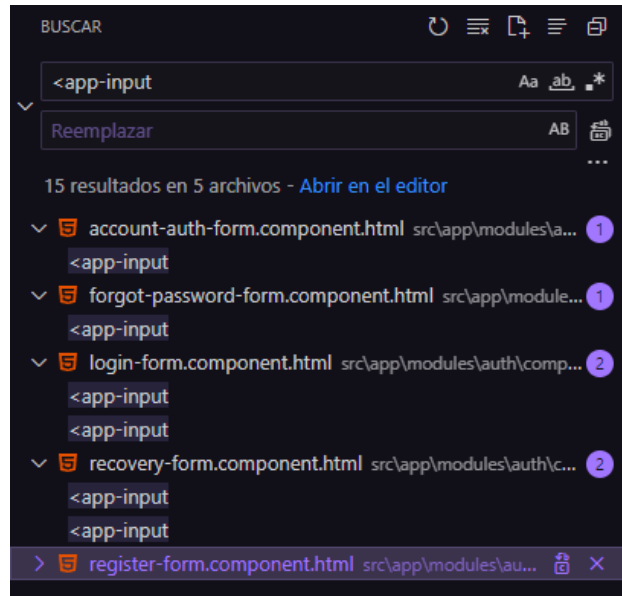 BUSCAR
<app-input Aa ab .*
Reemplazar AB
...
15 resultados en 5 archivos - Abrir en el editor
account-auth-form.component.html src\app\modules\a... 1
<app-input
forgot-password-form.component.html src\app\module... 1
<app-input
login-form.component.html src\app\modules\auth\comp... 2
<app-input
<app-input
recovery-form.component.html src\app\modules\auth\c... 2
<app-input
<app-input
register-form.component.html src\app\modules\au...